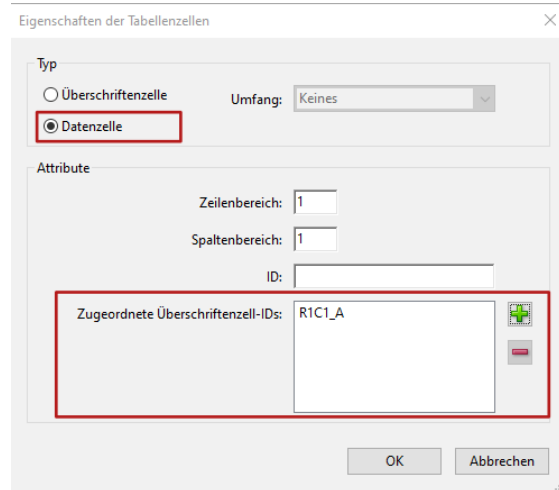 Eigenschaften der Tabellenzellen
Typ
Überschriftenzelle
Umfang: Keines
Datenzelle
Attribute
Zeilenbereich: 1
Spaltenbereich: 1
ID:
Zugeordnete Überschriftenzell-IDs: R1C1_A
OK Abbrechen